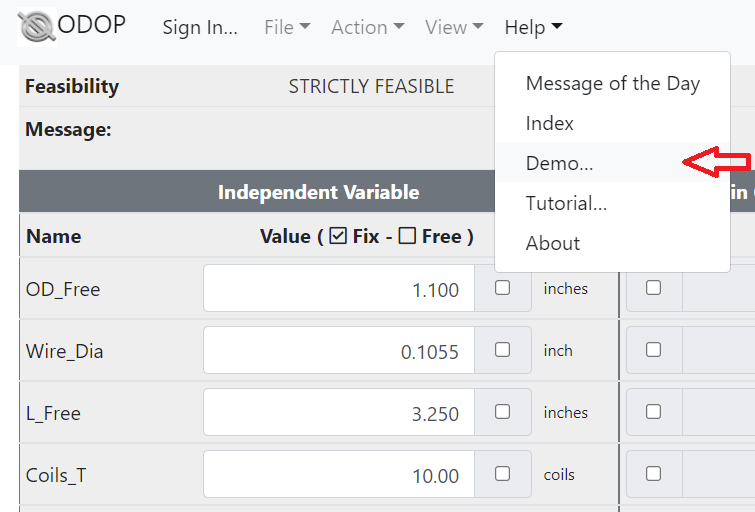 ODOP Sign In... File Action View Help
Feasibility STRICTLY FEASIBLE
Message of the Day
Message:
Index
Demo...
Independent Variable
Tutorial...
Name Value ( Fix - Free )
About
OD_Free 1.100 inches
Wire_Dia 0.1055 inch
L_Free 3.250 inches
Coils_T 10.00 coils